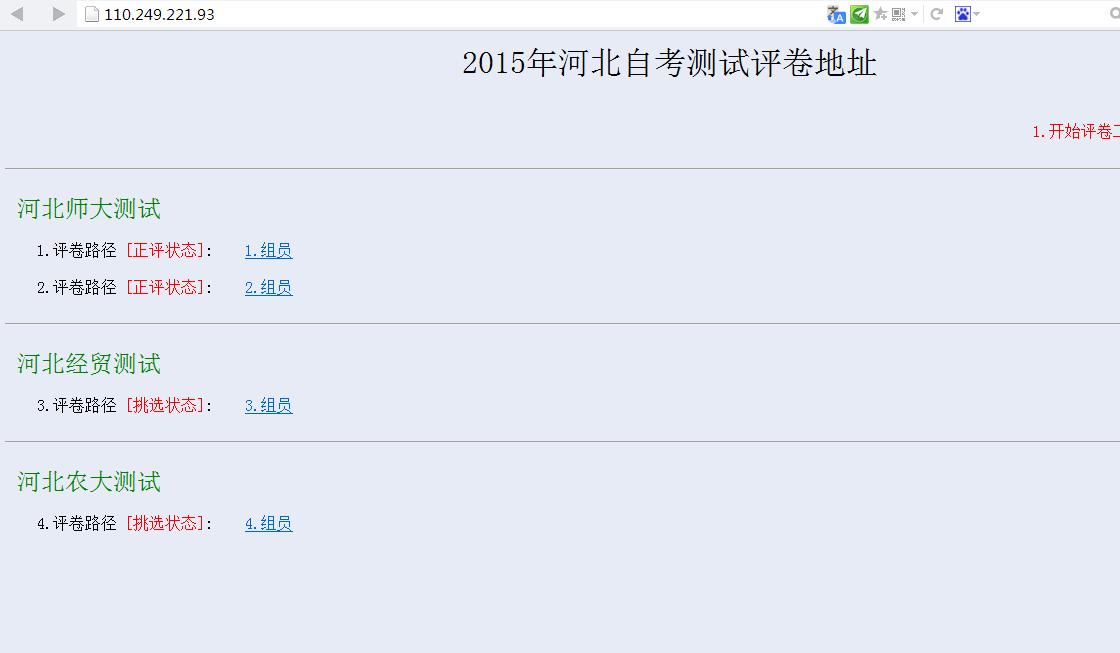 110.249.221.93
2015年河北自考测试评卷地址
1.开始评卷
河北师大测试
1.评卷路径 [正评状态]: 1.组员
2.评卷路径 [正评状态]: 2.组员
河北经贸测试
3.评卷路径 [挑选状态]: 3.组员
河北农大测试
4.评卷路径 [挑选状态]: 4.组员